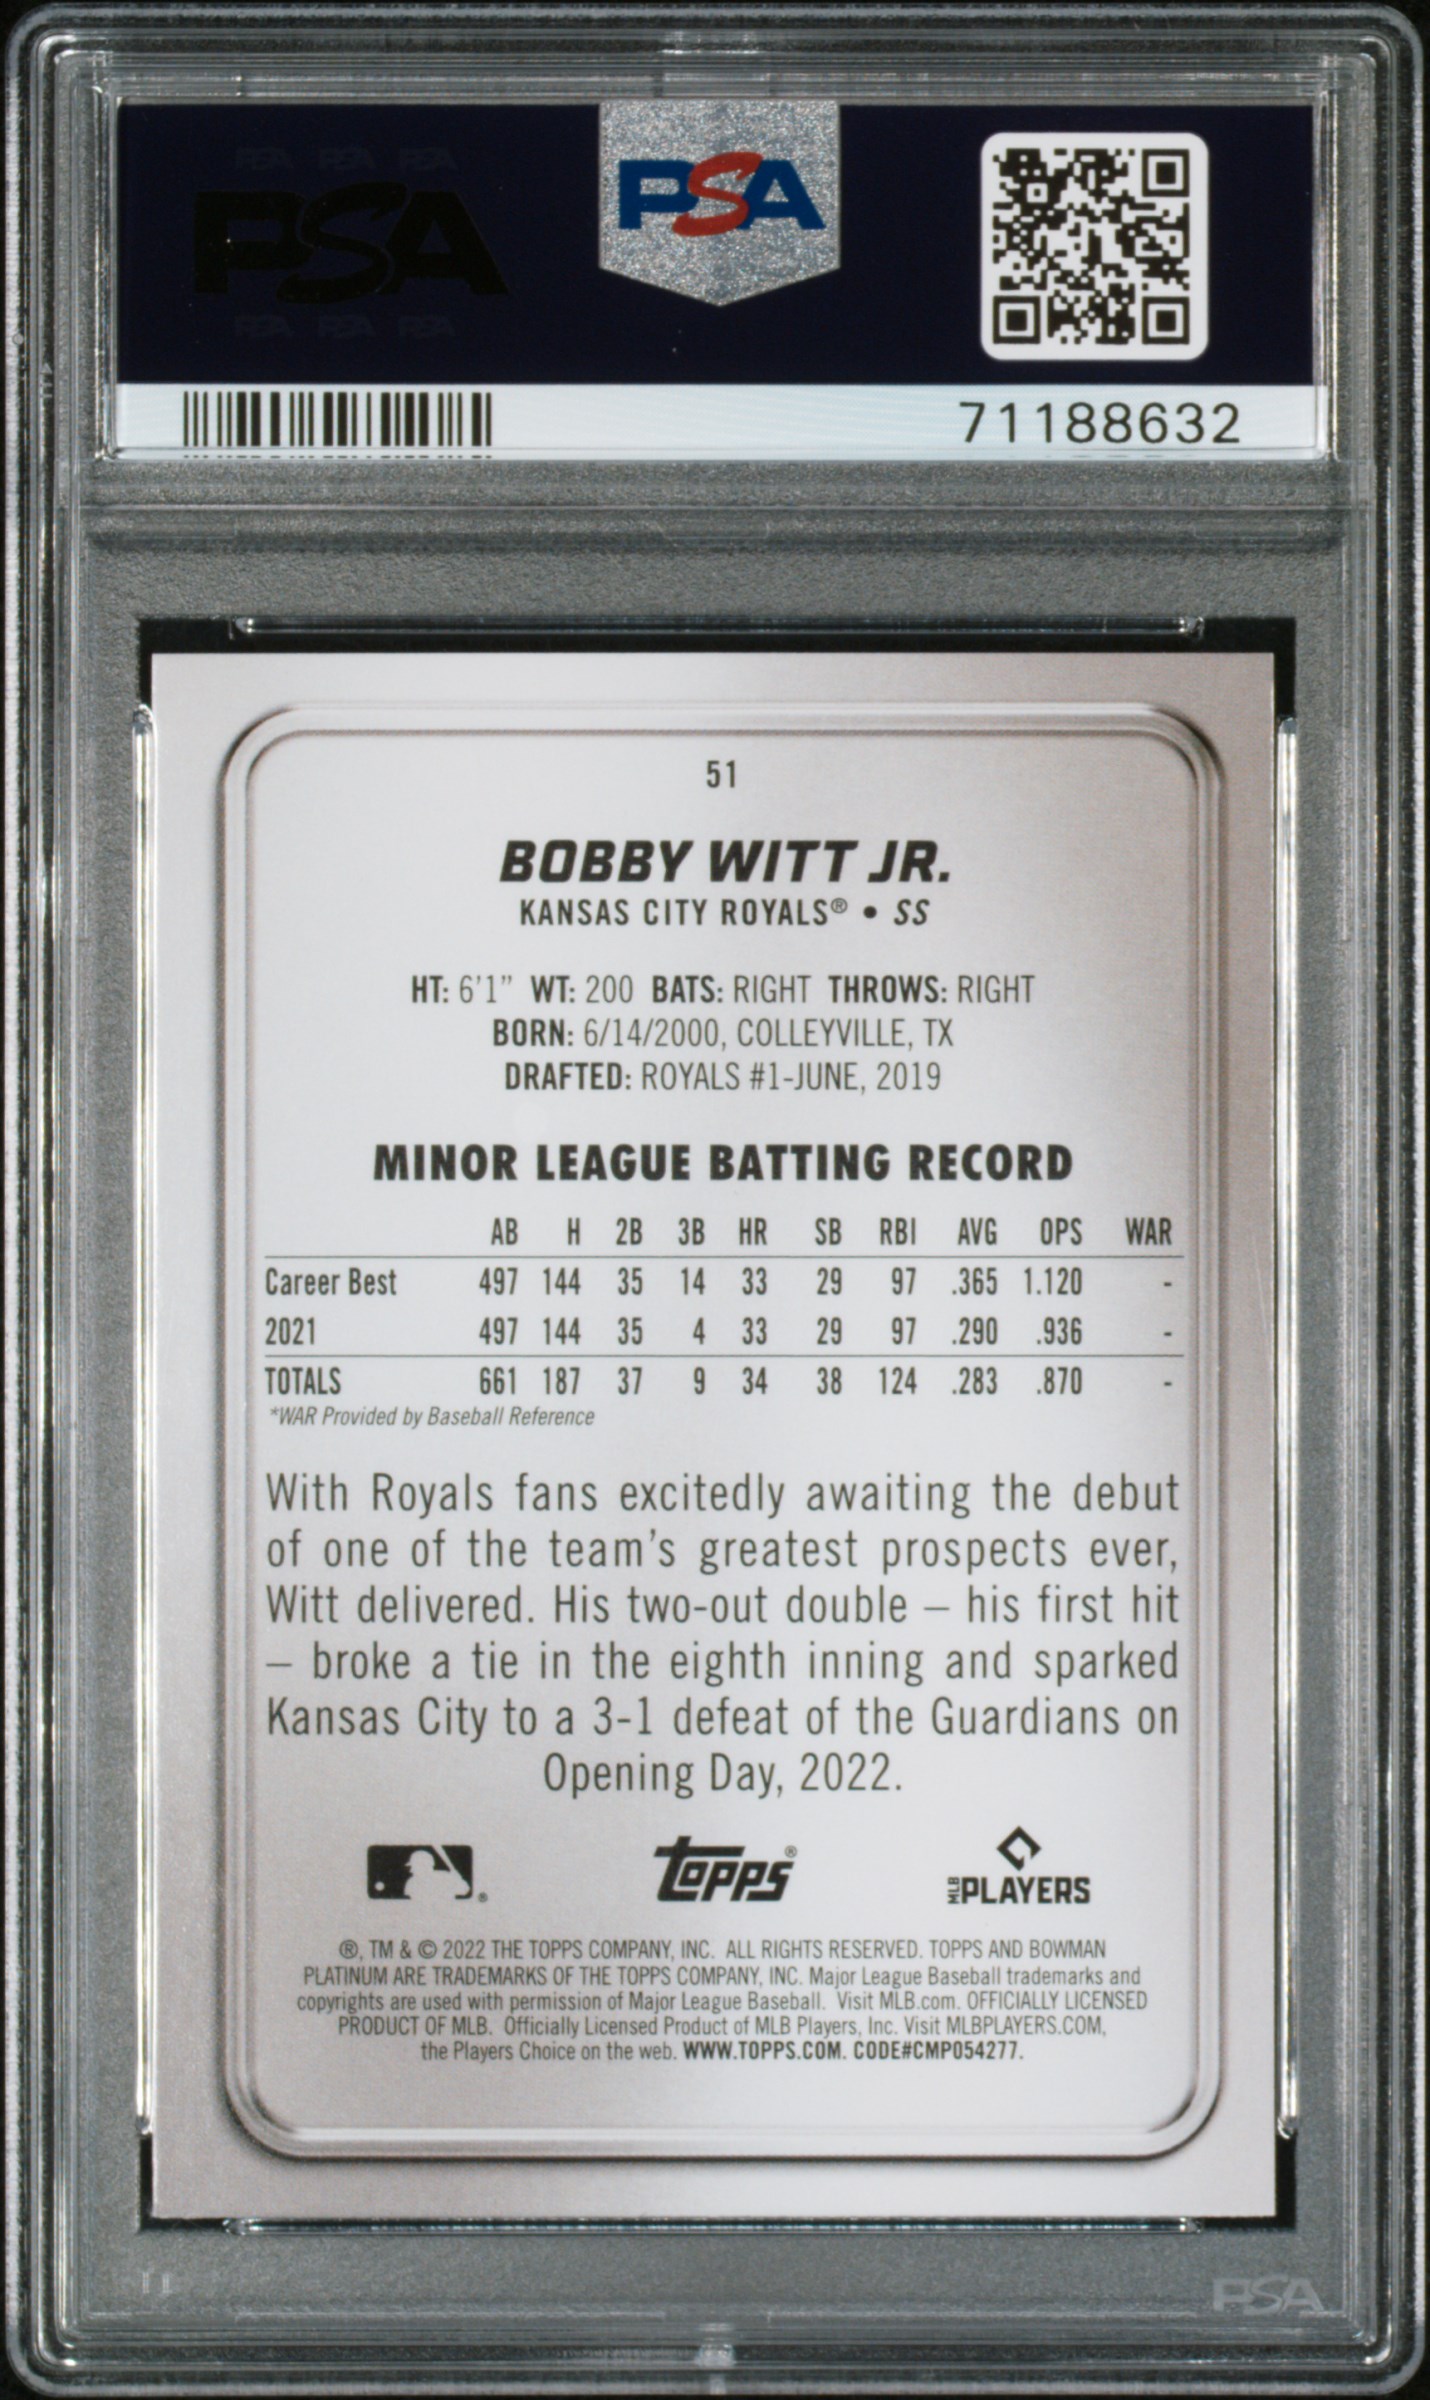 PSA PSA PSA
PSA
PSA
PSA PSA PSA
71188632
51
BOBBY WITT JR.
KANSAS CITY ROYALS® • SS
HT: 6'1” WT: 200 BATS: RIGHT THROWS: RIGHT
BORN: 6/14/2000, COLLEYVILLE, TX
DRAFTED: ROYALS #1-JUNE, 2019
MINOR LEAGUE BATTING RECORD
AB H 2B 3B HR SB RBI AVG OPS WAR
Career Best 497 144 35 14 33 29 97 .365 1.120 -
2021 497 144 35 4 33 29 97 .290 .936 -
TOTALS 661 187 37 9 34 38 124 .283 .870 -
*WAR Provided by Baseball Reference
With Royals fans excitedly awaiting the debut
of one of the team's greatest prospects ever,
Witt delivered. His two-out double – his first hit
– broke a tie in the eighth inning and sparked
Kansas City to a 3-1 defeat of the Guardians on
Opening Day, 2022.
® topps® MLB PLAYERS
®, TM & © 2022 THE TOPPS COMPANY, INC. ALL RIGHTS RESERVED. TOPPS AND BOWMAN
PLATINUM ARE TRADEMARKS OF THE TOPPS COMPANY, INC. Major League Baseball trademarks and
copyrights are used with permission of Major League Baseball. Visit MLB.com. OFFICIALLY LICENSED
PRODUCT OF MLB. Officially Licensed Product of MLB Players, Inc. Visit MLBPLAYERS.COM,
the Players Choice on the web. WWW.TOPPS.COM. CODE#CMP054277.
PSA